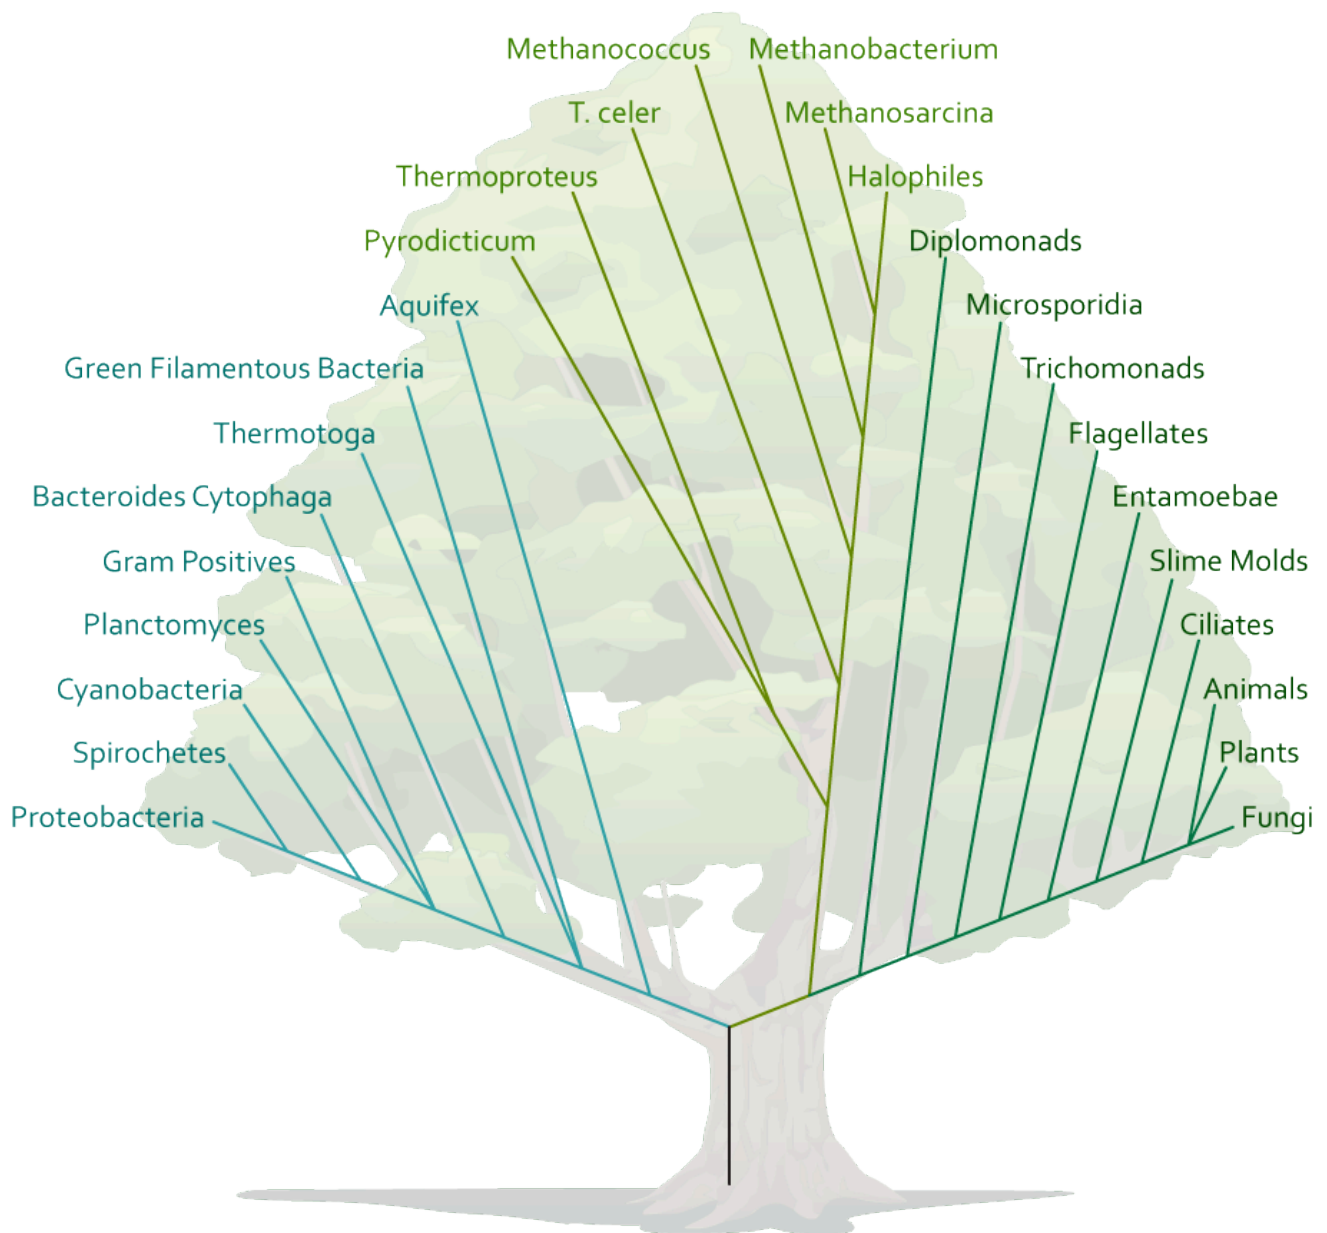 Methanococcus
Methanobacterium
T. celer
Methanosarcina
Thermoproteus
Halophiles
Pyrodicticum
Diplomonads
Aquifex
Microsporidia
Green Filamentous Bacteria
Trichomonads
Thermotoga
Flagellates
Bacteroides Cytophaga
Entamoebae
Gram Positives
Slime Molds
Planctomyces
Ciliates
Cyanobacteria
Animals
Spirochetes
Plants
Proteobacteria
Fungi